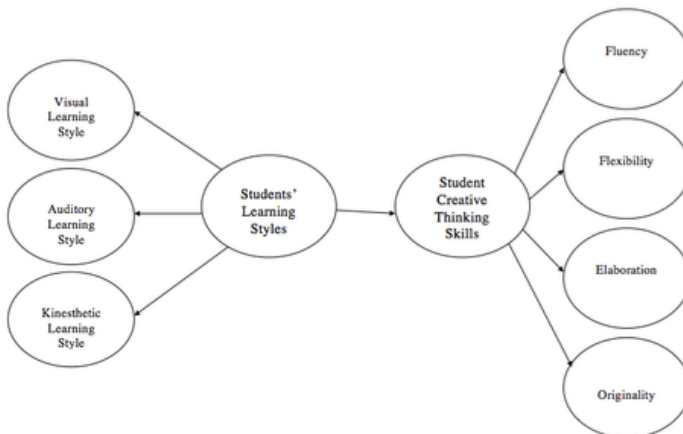 Visual
Learning
Style
Auditory
Learning
Style
Kinesthetic
Learning
Style
Students'
Learning
Styles
Student
Creative
Thinking
Skills
Fluency
Flexibility
Elaboration
Originality